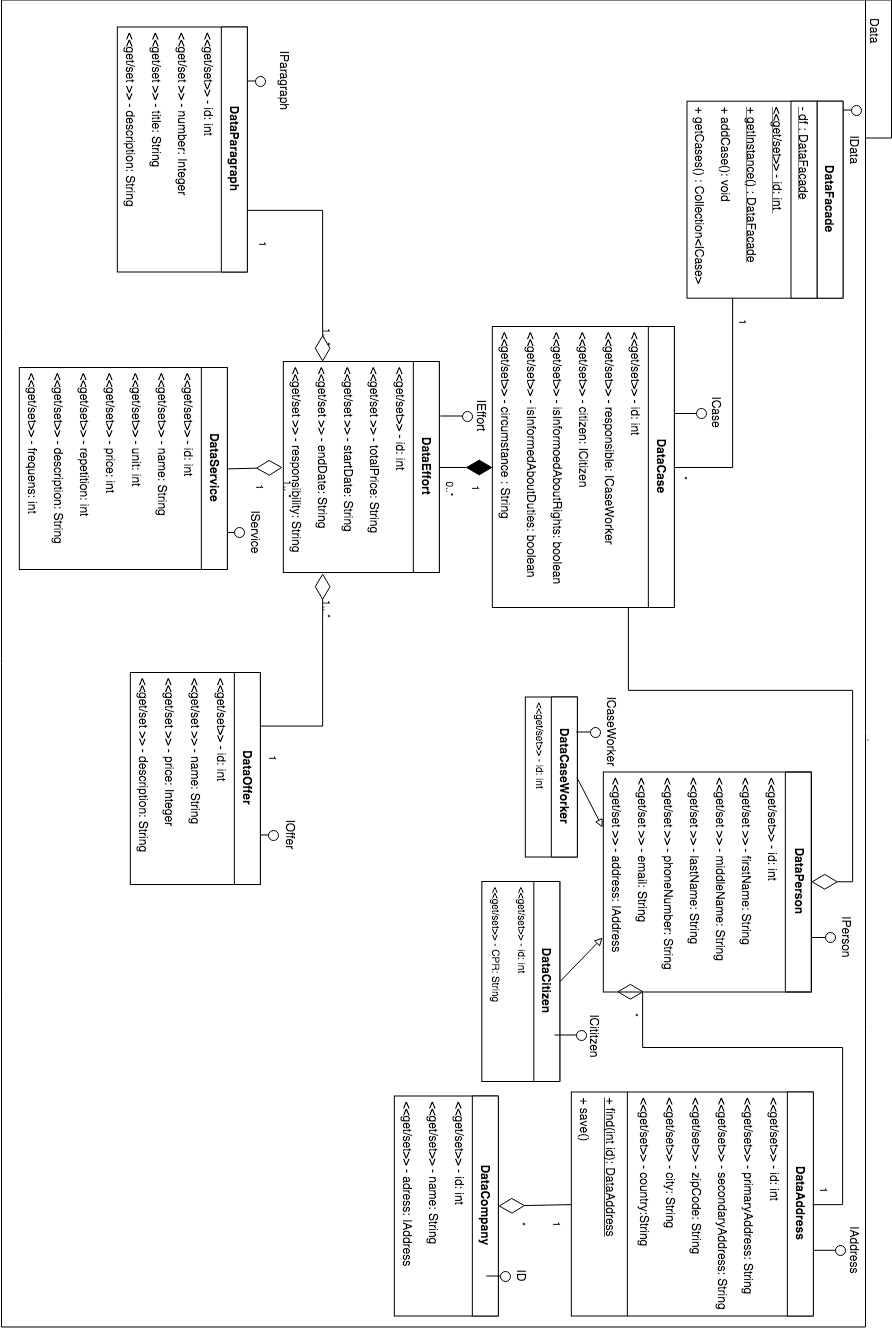 Data
IData
DataFacade
- df : DataFacade
<<get/set>> - id: int
+ getInstance() : DataFacade
+ addCase(): void
+ getCases() : Collection<ICase>
1
*
ICase
DataCase
<<get/set>> - id: int
<<get/set>> - responsible: ICaseWorker
<<get/set>> - citizen: ICitizen
<<get/set>> - isInformoedAboutRights: boolean
<<get/set>> - isInformedAboutDuties: boolean
<<get/set>> - circumstance : String
1
0..*
IEffort
DataEffort
<<get/set>> - id: int
<<get/set >> - totalPrice: String
<<get/set >> - startDate: String
<<get/set >> - endDate: String
<<get/set >> - responsibility: String
1..*
1
IParagraph
DataParagraph
<<get/set>> - id: int
<<get/set >> - number: Integer
<<get/set >> - title: String
<<get/set >> - description: String
1..
1
IService
DataService
<<get/set>> - id: int
<<get/set>> - name: String
<<get/set>> - unit: int
<<get/set>> - price: int
<<get/set>> - repetition: int
<<get/set>> - description: String
<<get/set>> - frequens: int
1.. *
1
IOffer
DataOffer
<<get/set>> - id: int
<<get/set >> - name: String
<<get/set >> - price: Integer
<<get/set >> - description: String
IPerson
DataPerson
<<get/set>> - id: int
<<get/set >> - firstName: String
<<get/set >> - middleName: String
<<get/set >> - lastName: String
<<get/set >> - phoneNumber: String
<<get/set >> - email: String
<<get/set >> - address: IAddress
*
1
ICaseWorker
DataCaseWorker
<<get/set>> - id: int
ICititzen
DataCitizen
<<get/set>> - id: int
<<get/set>> - CPR: String
IAddress
DataAddress
<<get/set>> - id: int
<<get/set>> - primaryAddress: String
<<get/set>> - secondaryAddress: String
<<get/set>> - zipCode: String
<<get/set>> - city: String
<<get/set>> - country:String
+ find(int id): DataAddress
+ save()
1
*
ID
DataCompany
<<get/set>> - id: int
<<get/set>> - name: String
<<get/set>> - adress: IAddress